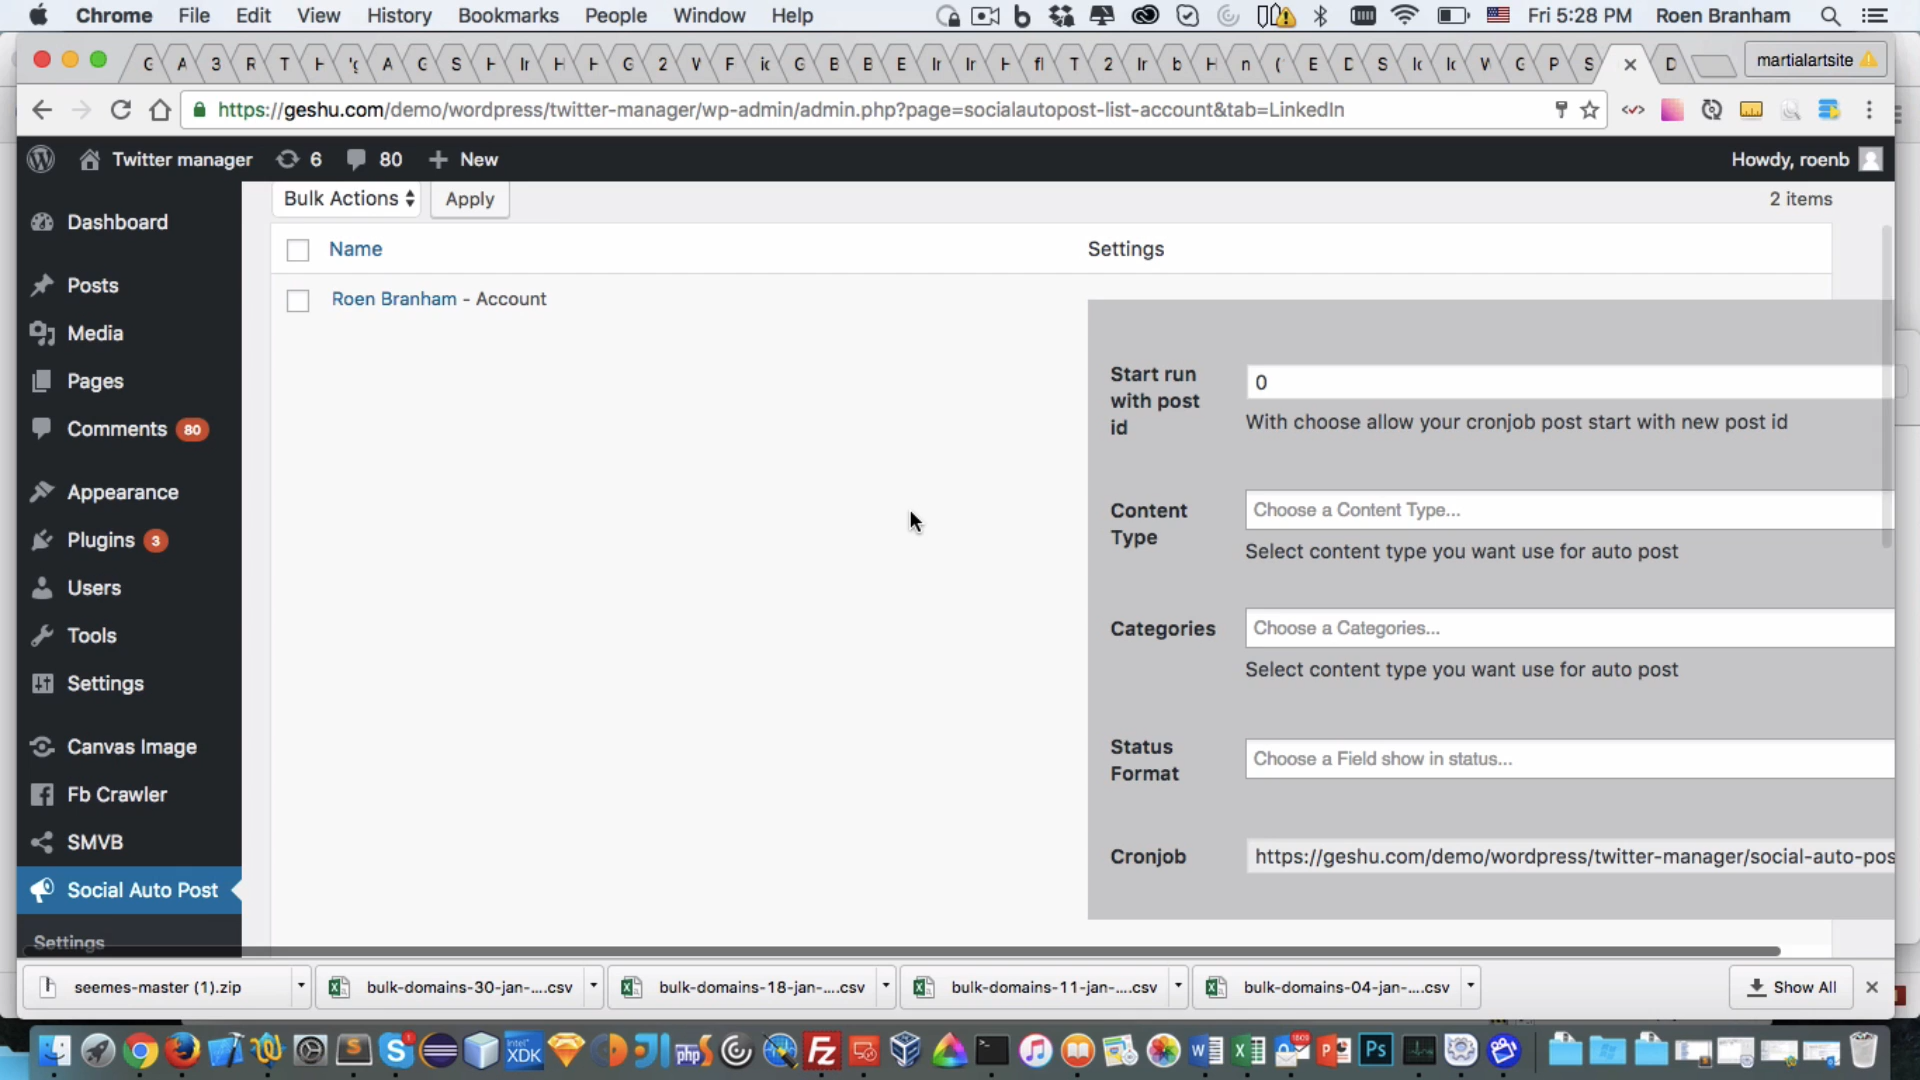 Chrome File Edit View History Bookmarks People Window Help Fri 5:28 PM Roen Branham
G A 3 R T A G S G 2 V F G B B E T 2 b n ( E S V G P S D martialartsite
https://geshu.com/demo/wordpress/twitter-manager/wp-admin/admin.php?page=socialautopost-list-account&tab=LinkedIn
Twitter manager 6 80 + New Howdy, roenb
Bulk Actions Apply 2 items
Dashboard
Posts
Media
Pages
Comments 80
Appearance
Plugins 3
Users
Tools
Settings
Canvas Image
Fb Crawler
SMVB
Social Auto Post
Settings
Name Settings
Roen Branham - Account
Start run
with post
id
0
With choose allow your cronjob post start with new post id
Content
Type
Choose a Content Type...
Select content type you want use for auto post
Categories
Choose a Categories...
Select content type you want use for auto post
Status
Format
Choose a Field show in status...
Cronjob
https://geshu.com/demo/wordpress/twitter-manager/social-auto-pos
seemes-master (1).zip bulk-domains-30-jan-....csv bulk-domains-18-jan-....csv bulk-domains-11-jan-....csv bulk-domains-04-jan-....csv Show All
XDK php Fz Ps